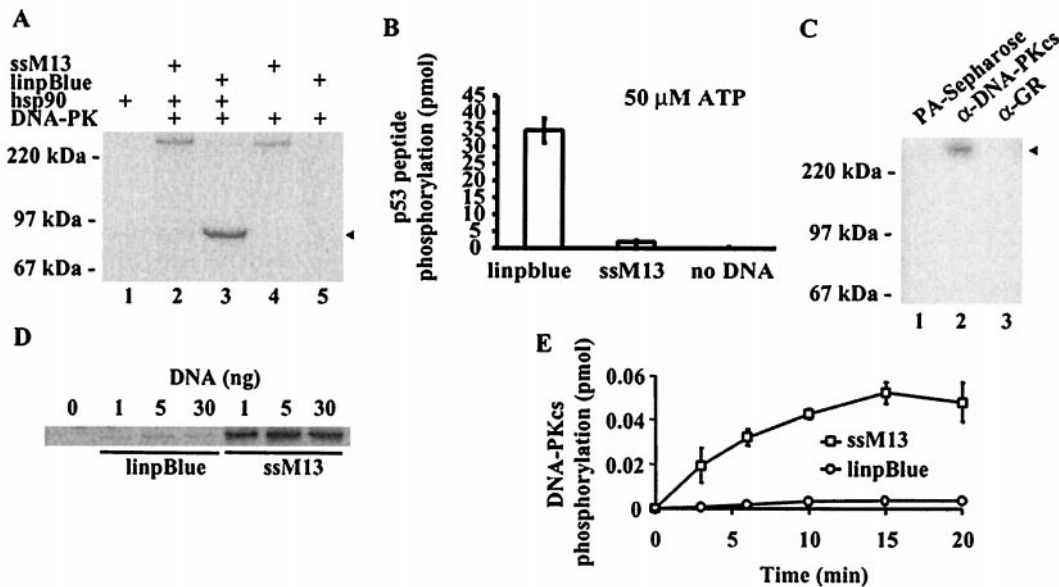 A
ssM13 + +
linpBlue + +
hsp90 + + +
DNA-PK + + + +
220 kDa -
97 kDa -
67 kDa -
1 2 3 4 5
B
p53 peptide
phosphorylation (pmol)
50 μM ATP
40
35
30
25
20
15
10
5
0
linpblue ssM13 no DNA
C
PA-Sepharose
α-DNA-PKcs
α-GR
220 kDa -
97 kDa -
67 kDa -
1 2 3
D
DNA (ng)
0 1 5 30 1 5 30
linpBlue ssM13
E
DNA-PKcs
phosphorylation (pmol)
0.06
0.04
0.02
0
ssM13
linpBlue
0 5 10 15 20
Time (min)